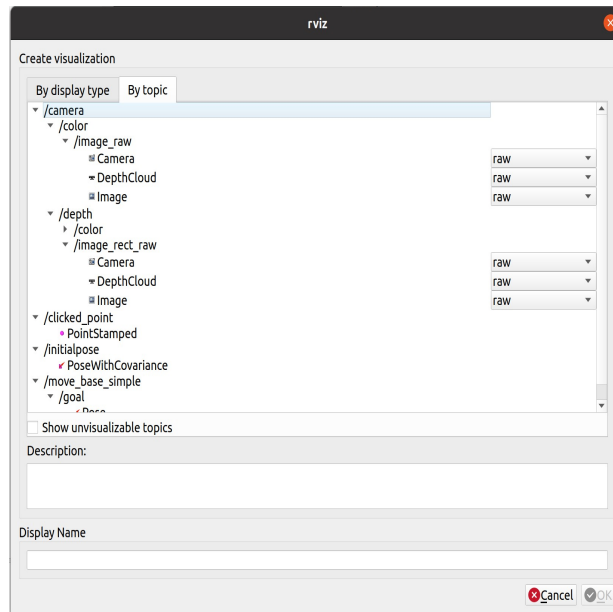 rviz
Create visualization
By display type By topic
/camera
/color
/image_raw
Camera raw
DepthCloud raw
Image raw
/depth
/color
/image_rect_raw
Camera raw
DepthCloud raw
Image raw
/clicked_point
PointStamped
/initialpose
PoseWithCovariance
/move_base_simple
/goal
Pose
Show unvisualizable topics
Description:
Display Name
Cancel OK